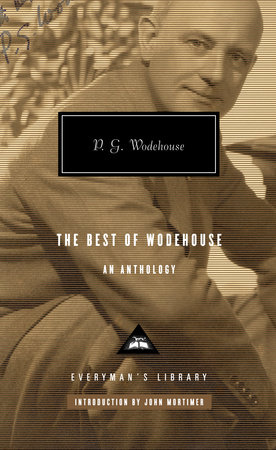 P. G. Wodehouse
THE BEST OF WODEHOUSE
AN ANTHOLOGY
EVERYMAN'S LIBRARY
INTRODUCTION BY JOHN MORTIMER